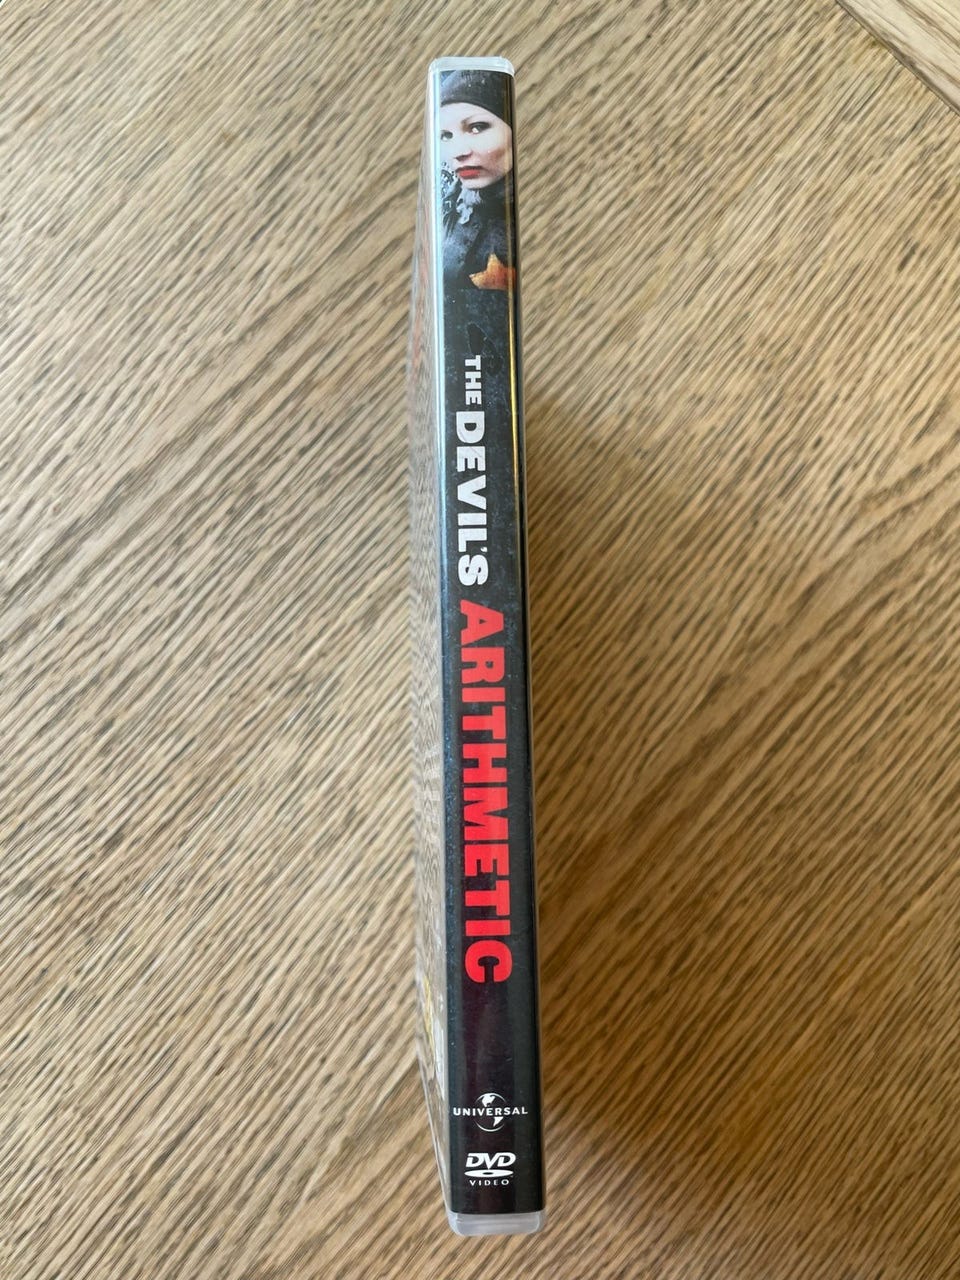 THE DEVIL'S ARITHMETIC
UNIVERSAL
DVD
VIDEO